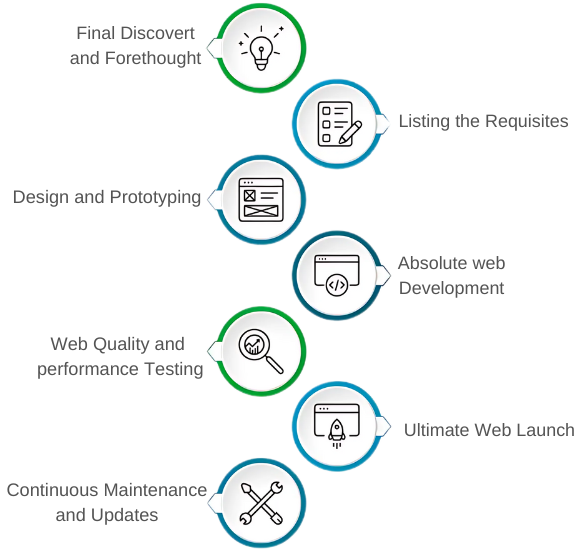 Final Discovert
and Forethought
Listing the Requisites
Design and Prototyping
Absolute web
Development
Web Quality and
performance Testing
Ultimate Web Launch
Continuous Maintenance
and Updates